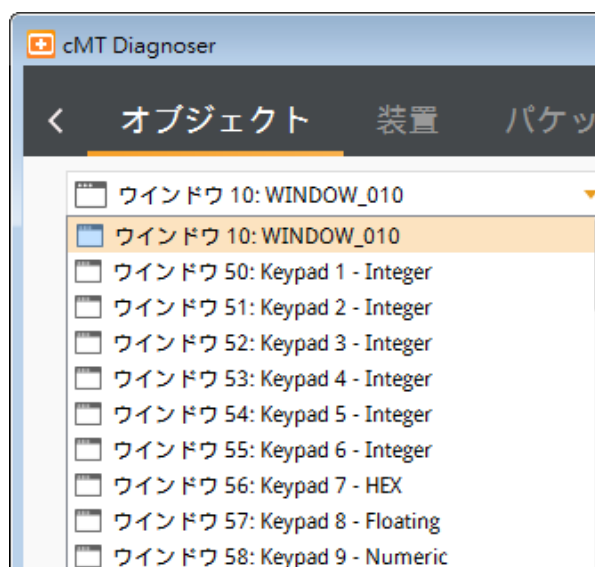 cMT Diagnoser
オブジェクト 装置 パケッ
ウインドウ 10: WINDOW_010
ウインドウ 10: WINDOW_010
ウインドウ 50: Keypad 1 - Integer
ウインドウ 51: Keypad 2 - Integer
ウインドウ 52: Keypad 3 - Integer
ウインドウ 53: Keypad 4 - Integer
ウインドウ 54: Keypad 5 - Integer
ウインドウ 55: Keypad 6 - Integer
ウインドウ 56: Keypad 7 - HEX
ウインドウ 57: Keypad 8 - Floating
ウインドウ 58: Keypad 9 - Numeric